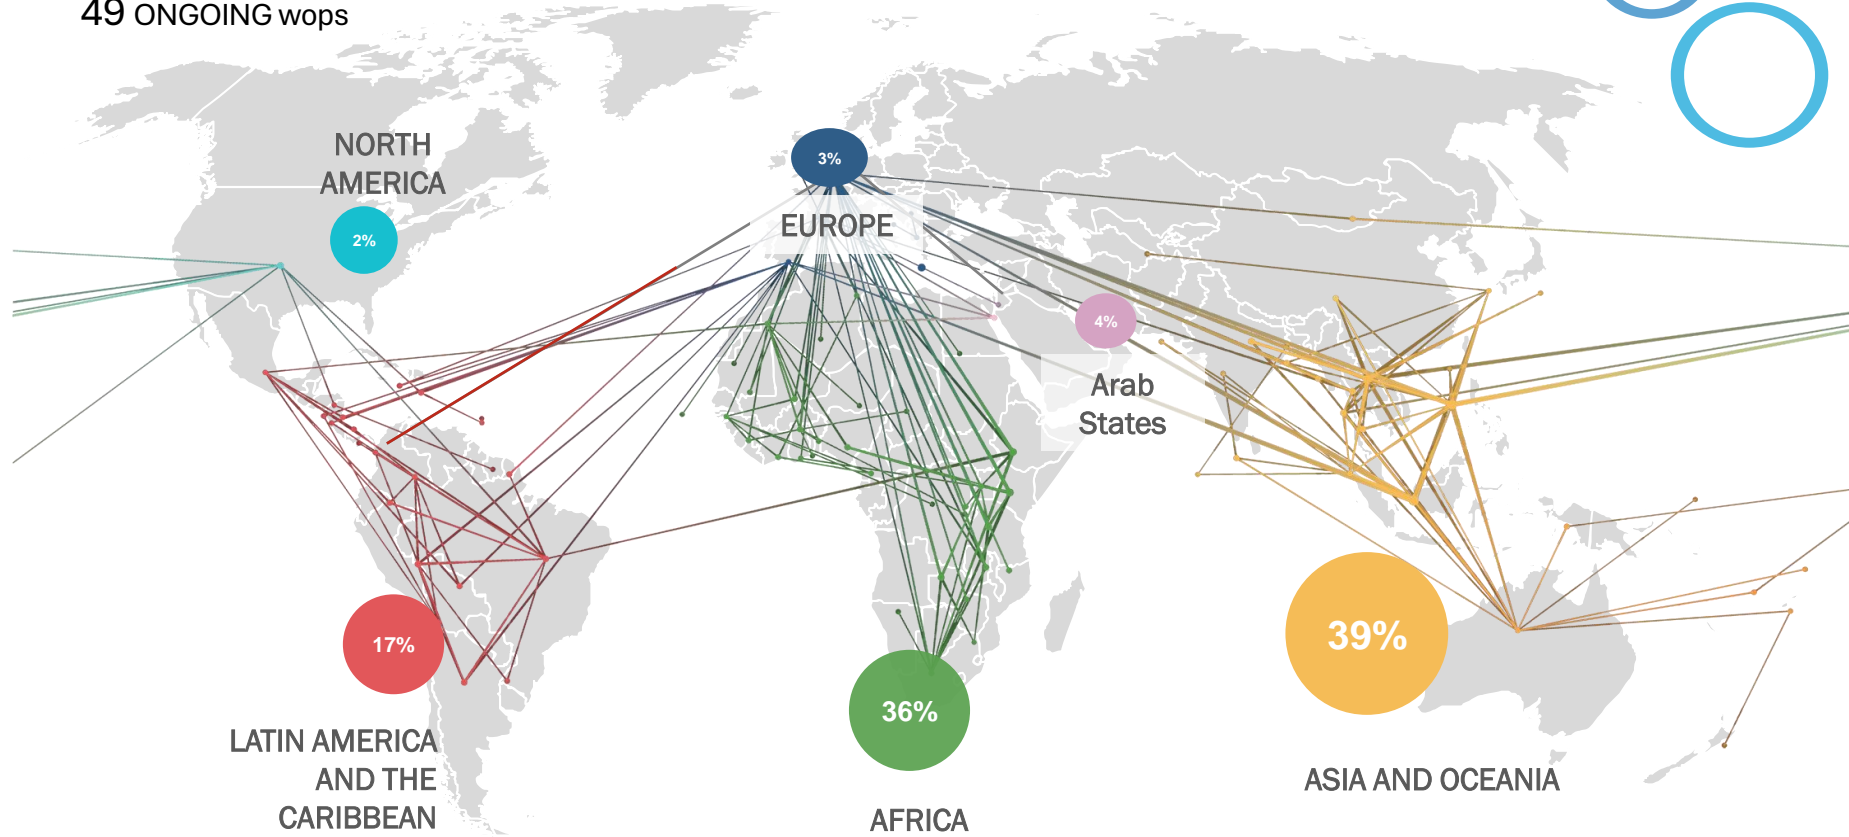 49 ONGOING wops
NORTH
AMERICA
2%
3%
EUROPE
4%
Arab
States
17%
LATIN AMERICA
AND THE
CARIBBEAN
36%
AFRICA
39%
ASIA AND OCEANIA